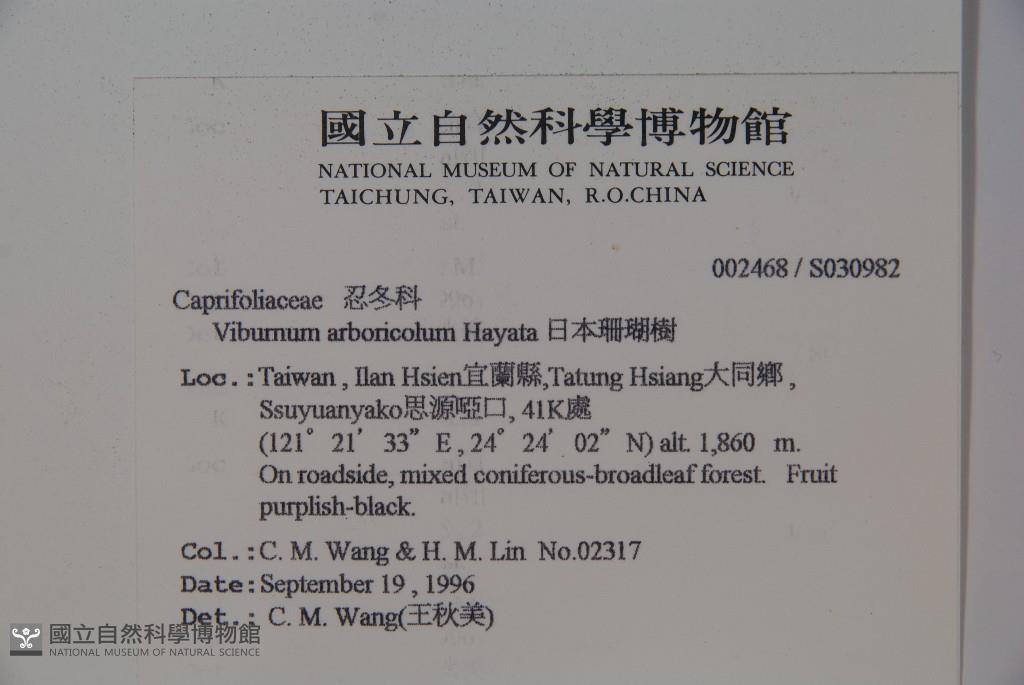 國立自然科學博物館
NATIONAL MUSEUM OF NATURAL SCIENCE
TAICHUNG, TAIWAN, R.O.CHINA
002468 / S030982
Caprifoliaceae 忍冬科
Viburnum arboricolum Hayata 日本珊瑚樹
Loc.:Taiwan , Ilan Hsien宜蘭縣,Tatung Hsiang大同鄉 ,
Ssuyuanyako思源啞口, 41K處
(121° 21’ 33” E , 24° 24’ 02” N) alt. 1,860 m.
On roadside, mixed coniferous-broadleaf forest. Fruit
purplish-black.
Col.:C. M. Wang & H. M. Lin No.02317
Date:September 19 , 1996
Det.: C. M. Wang(王秋美)
國立自然科學博物館
NATIONAL MUSEUM OF NATURAL SCIENCE